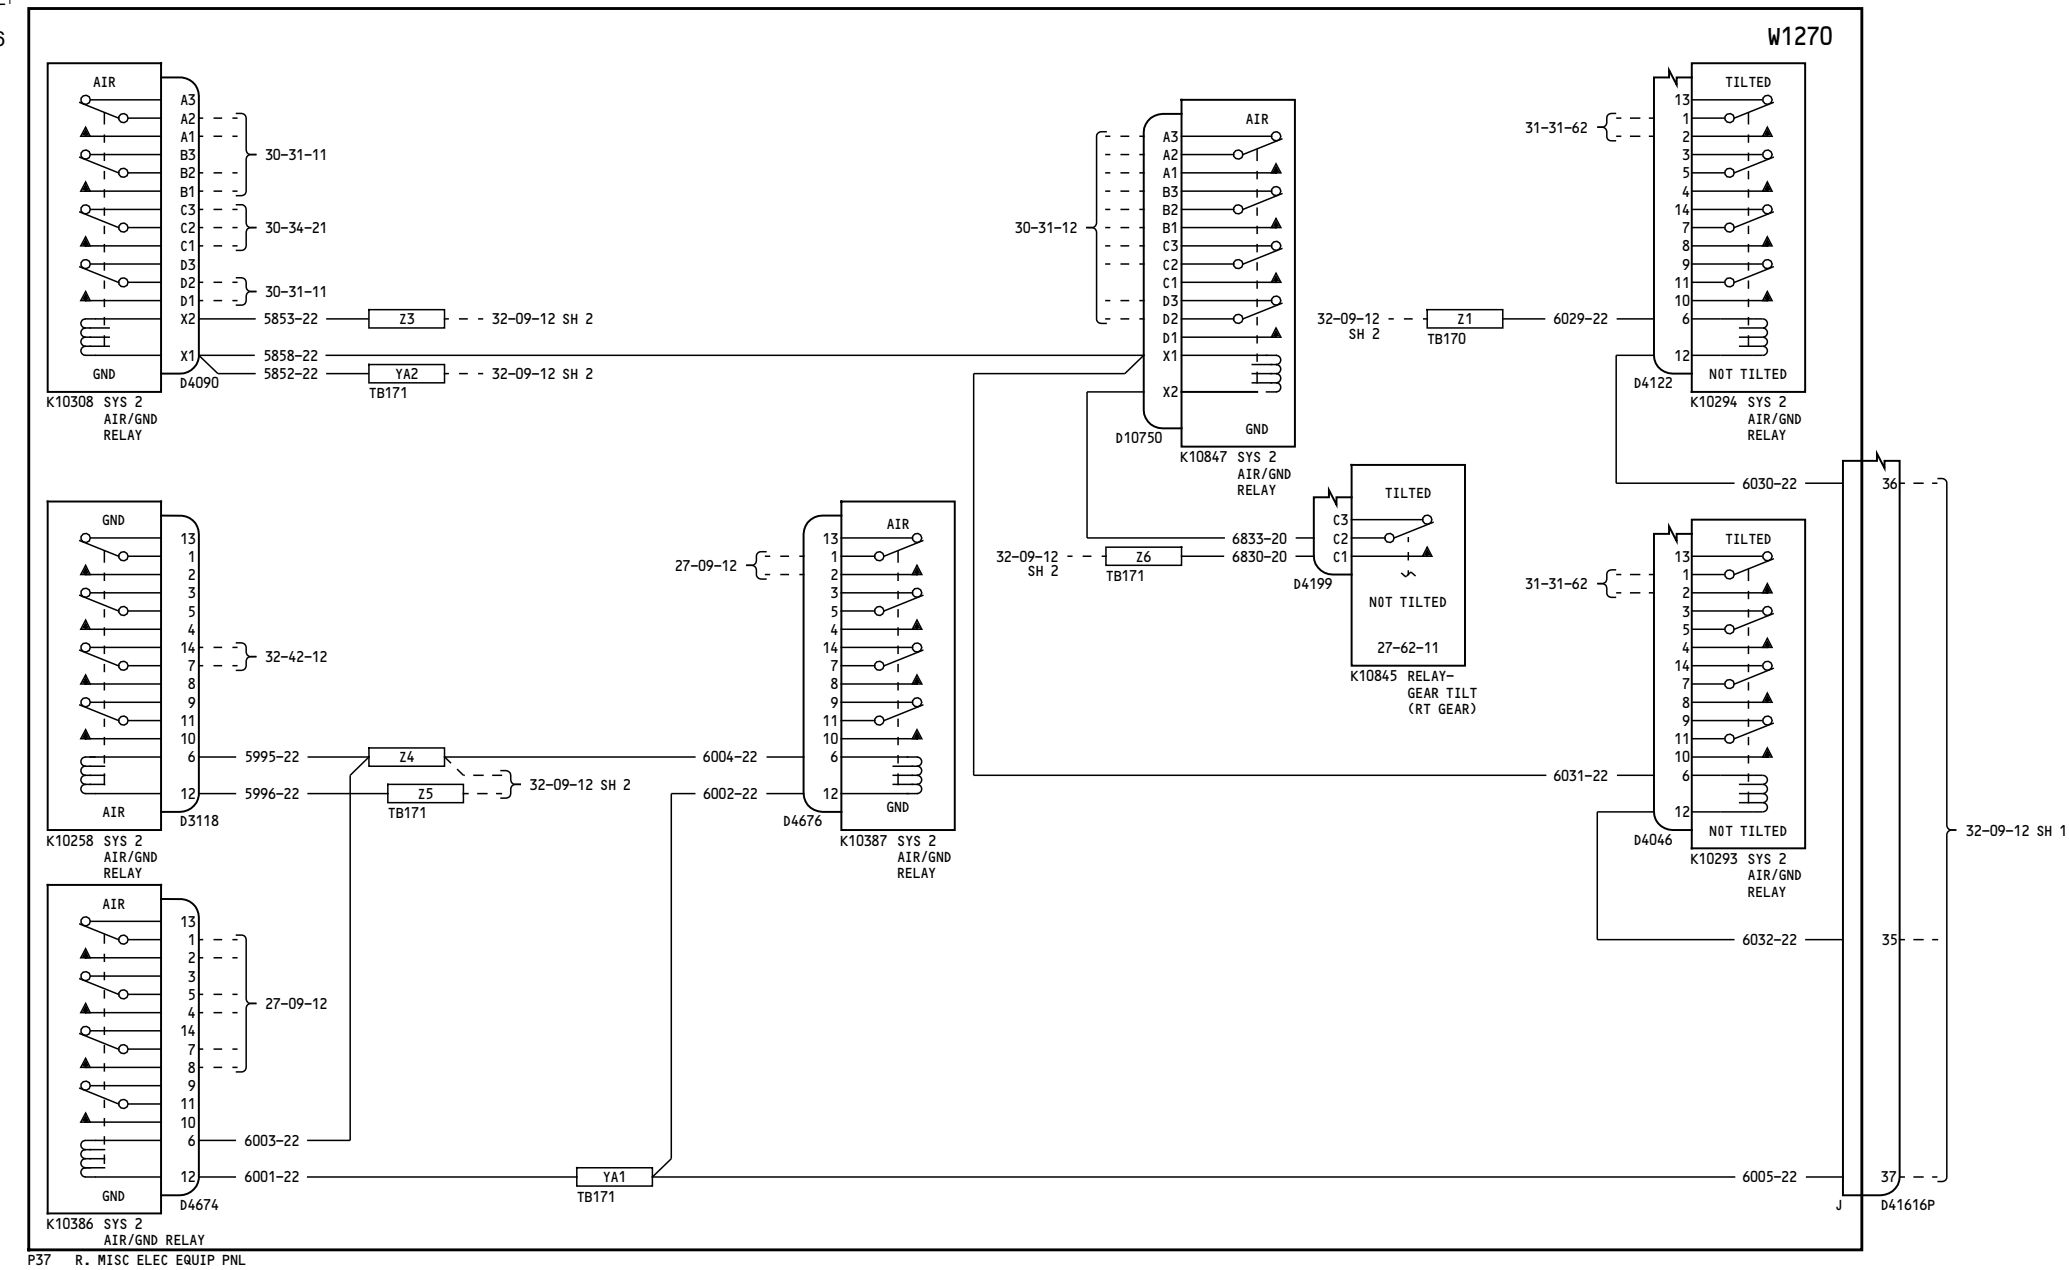 6
W1270
AIR
A3
A2
A1
B3
B2
B1
C3
C2
C1
D3
D2
D1
X2
X1
GND
D4090
30-31-11
30-34-21
30-31-11
5853-22
Z3
32-09-12 SH 2
5858-22
5852-22
YA2
32-09-12 SH 2
TB171
K10308 SYS 2
AIR/GND
RELAY
30-31-12
AIR
A3
A2
A1
B3
B2
B1
C3
C2
C1
D3
D2
D1
X1
X2
GND
D10750
K10847 SYS 2
AIR/GND
RELAY
31-31-62
TILTED
13
1
2
3
5
4
14
7
8
9
11
10
6
12
NOT TILTED
32-09-12
SH 2
Z1
TB170
6029-22
D4122
K10294 SYS 2
AIR/GND
RELAY
6030-22
36
GND
13
1
2
3
5
4
14
7
8
9
11
10
6
12
AIR
32-42-12
5995-22
Z4
5996-22
Z5
TB171
32-09-12 SH 2
D3118
K10258 SYS 2
AIR/GND
RELAY
27-09-12
AIR
13
1
2
3
5
4
14
7
8
9
11
10
6
12
GND
6004-22
6002-22
D4676
K10387 SYS 2
AIR/GND
RELAY
TILTED
C3
C2
C1
6833-20
32-09-12
SH 2
Z6
TB171
6830-20
D4199
NOT TILTED
27-62-11
K10845 RELAY-
GEAR TILT
(RT GEAR)
31-31-62
TILTED
13
1
2
3
5
4
14
7
8
9
11
10
6
12
NOT TILTED
6031-22
D4046
K10293 SYS 2
AIR/GND
RELAY
32-09-12 SH 1
6032-22
35
AIR
13
1
2
3
5
4
14
7
8
9
11
10
6
12
GND
27-09-12
6003-22
6001-22
YA1
TB171
6005-22
37
J
D41616P
D4674
K10386 SYS 2
AIR/GND RELAY
P37 R. MISC ELEC EQUIP PNL